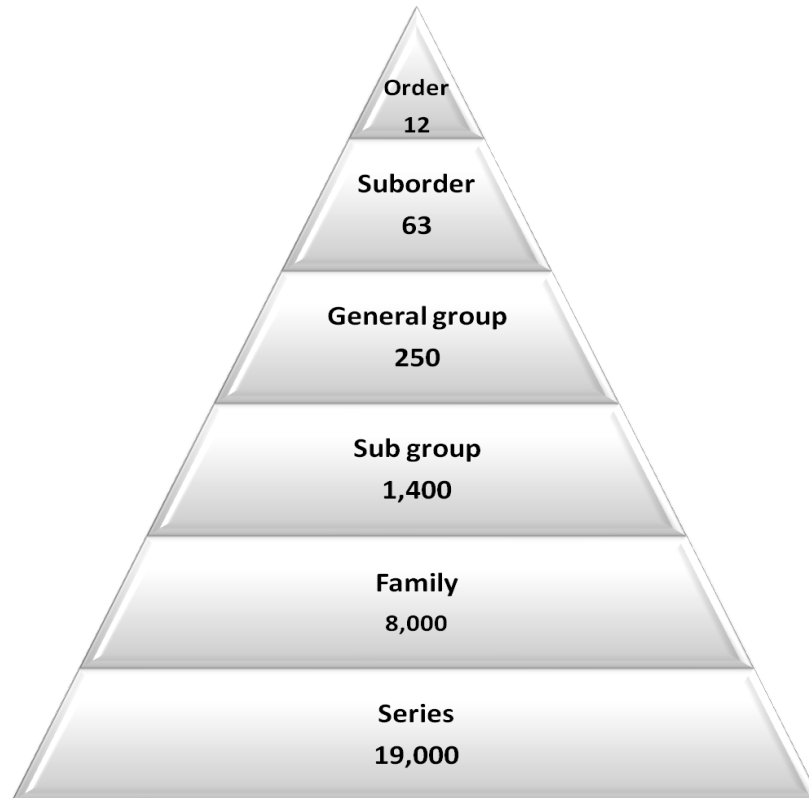 Order
12
Suborder
63
General group
250
Sub group
1,400
Family
8,000
Series
19,000